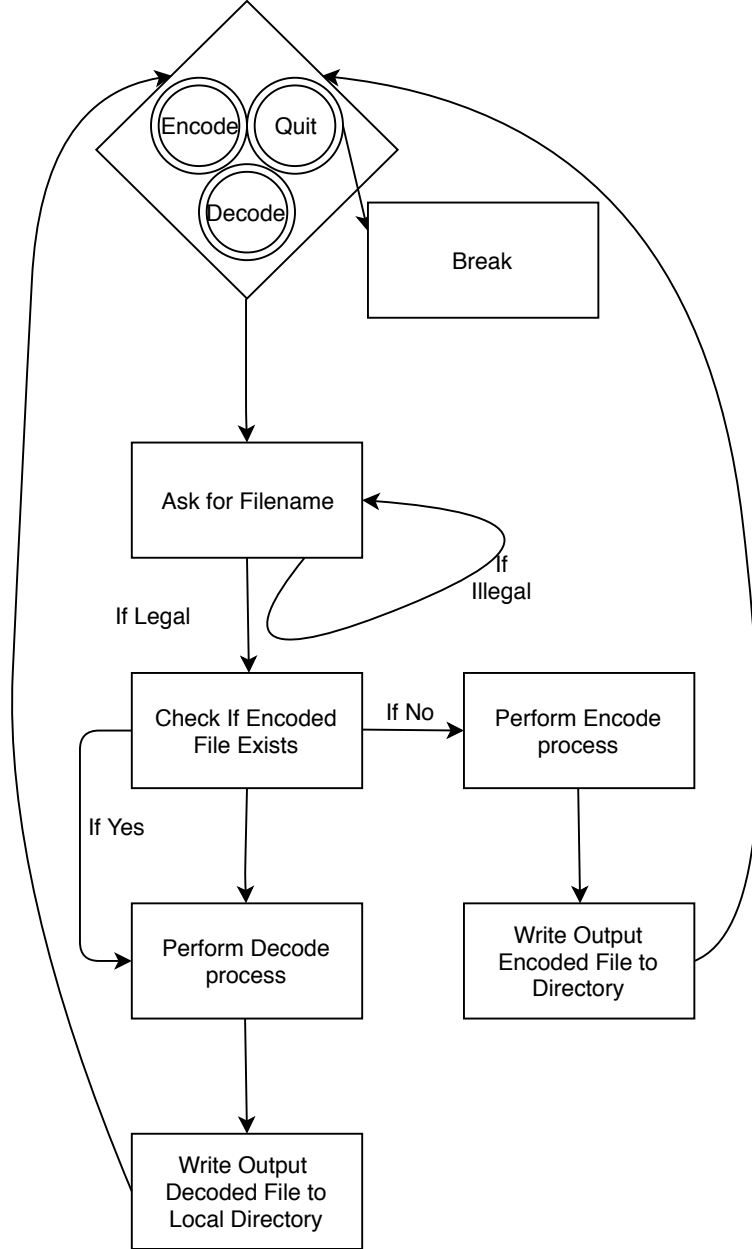 Encode
Quit
Decode
Break
Ask for Filename
If
Illegal
If Legal
Check If Encoded
File Exists
If No
Perform Encode
process
If Yes
Perform Decode
process
Write Output
Encoded File to
Directory
Write Output
Decoded File to
Local Directory